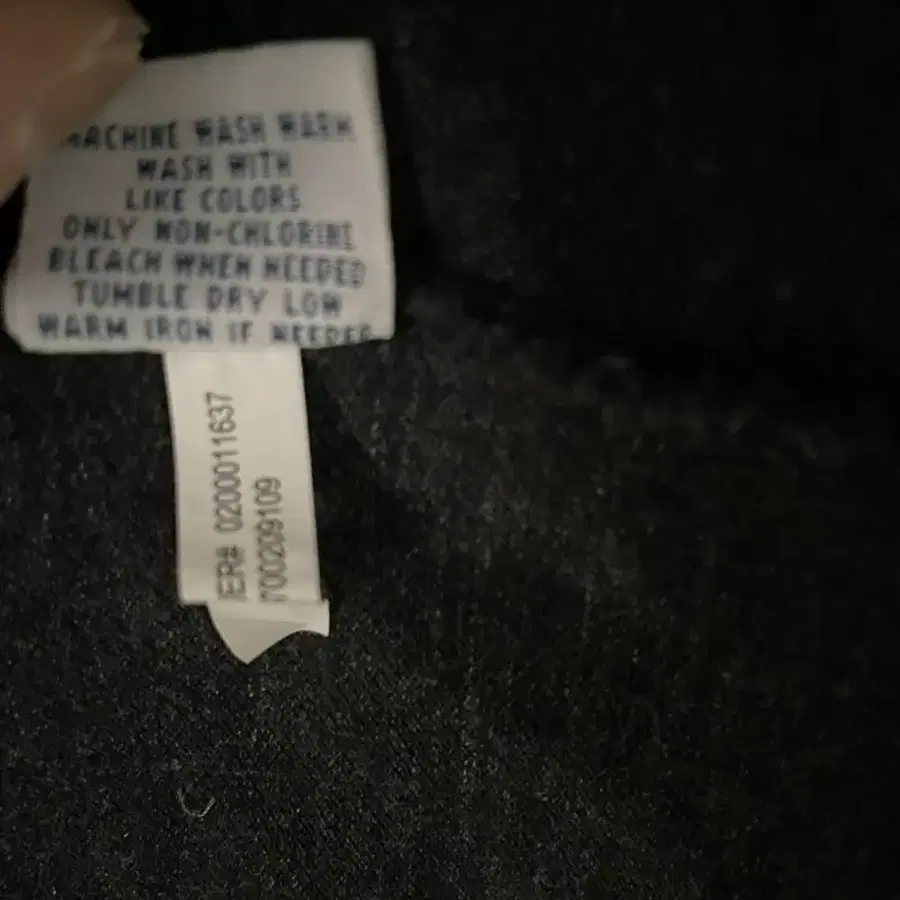 MACHINE WASH WARM
WASH WITH
LIKE COLORS
ONLY NON-CHLORINE
BLEACH WHEN NEEDED
TUMBLE DRY LOW
WARM IRON IF NEEDED
ER# 0200011637
700209109